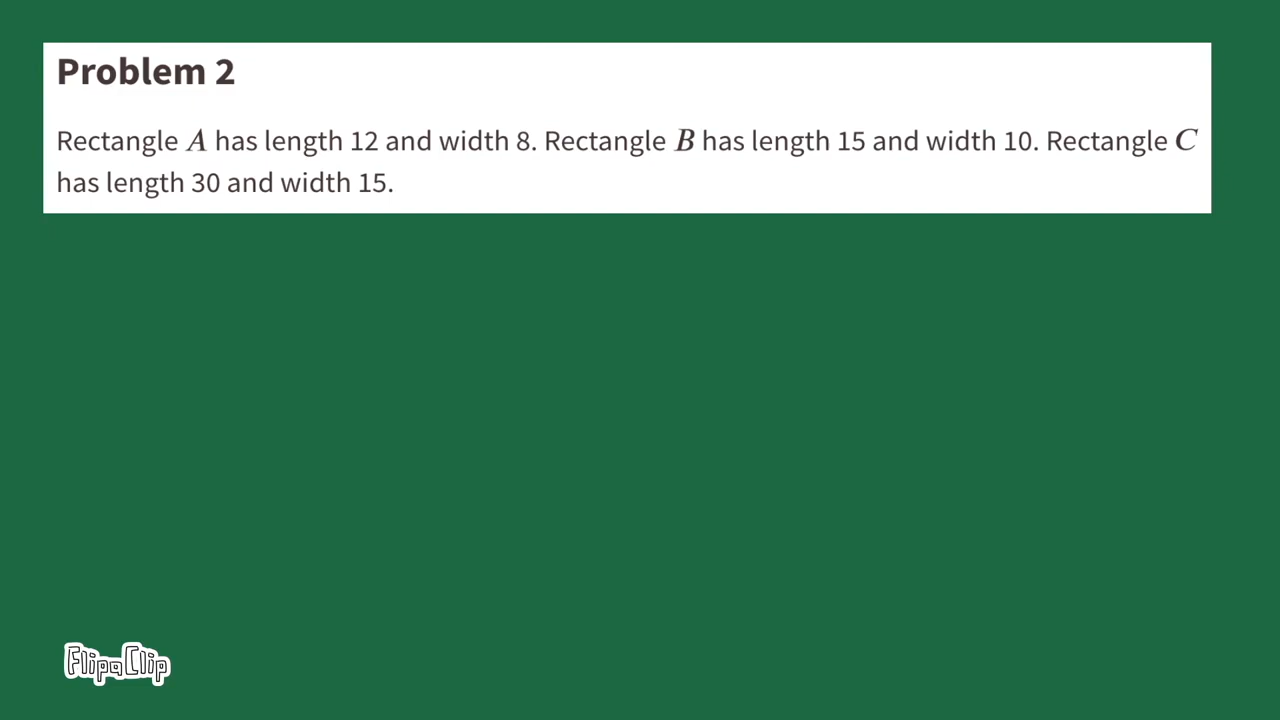 Problem 2
Rectangle A has length 12 and width 8. Rectangle B has length 15 and width 10. Rectangle C
has length 30 and width 15.
FlipaClip